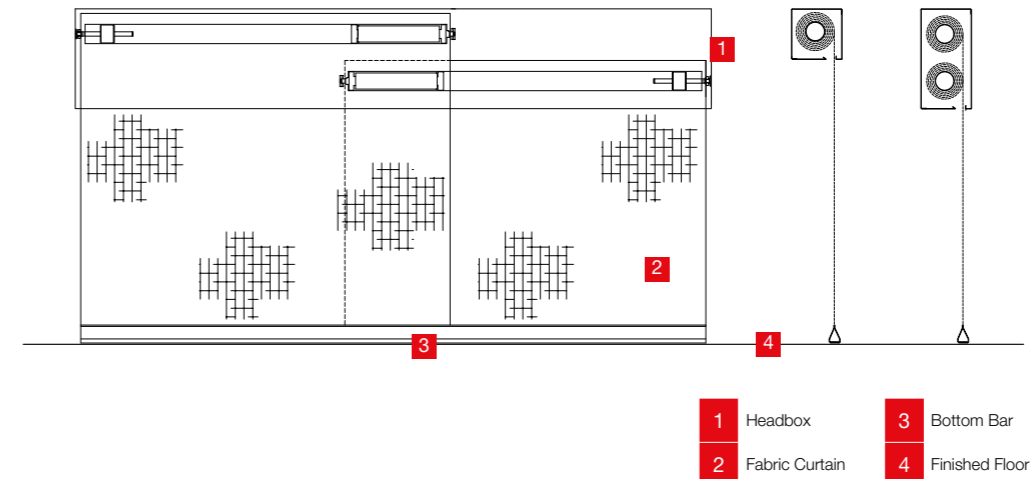 1
2
3
4
1 Headbox
3 Bottom Bar
2 Fabric Curtain
4 Finished Floor